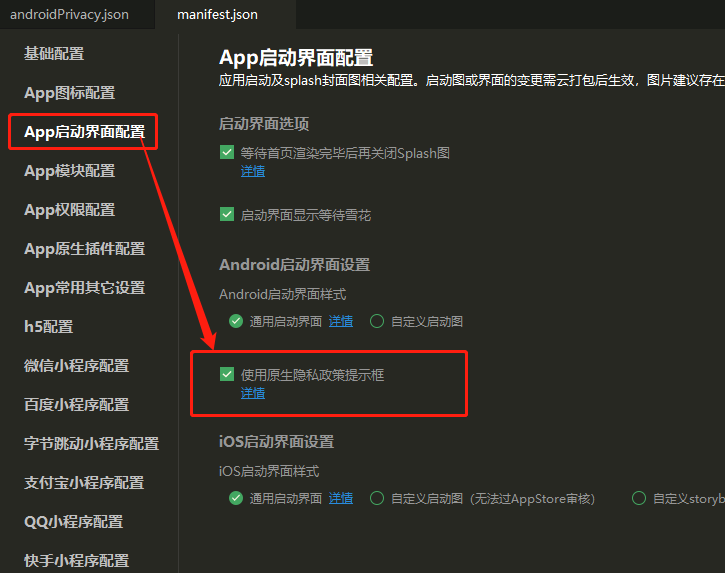 androidPrivacy.json
manifest.json
基础配置
App图标配置
App启动界面配置
App模块配置
App权限配置
App原生插件配置
App常用其它设置
h5配置
微信小程序配置
百度小程序配置
字节跳动小程序配置
支付宝小程序配置
QQ小程序配置
快手小程序配置
App启动界面配置
应用启动及splash封面图相关配置。启动图或界面的变更需云打包后生效，图片建议存在
启动界面选项
等待首页渲染完毕后再关闭Splash图
详情
启动界面显示等待雪花
Android启动界面设置
Android启动界面样式
通用启动界面 详情 自定义启动图
使用原生隐私政策提示框
详情
iOS启动界面设置
iOS启动界面样式
通用启动界面 详情 自定义启动图（无法过AppStore审核） 自定义storyb